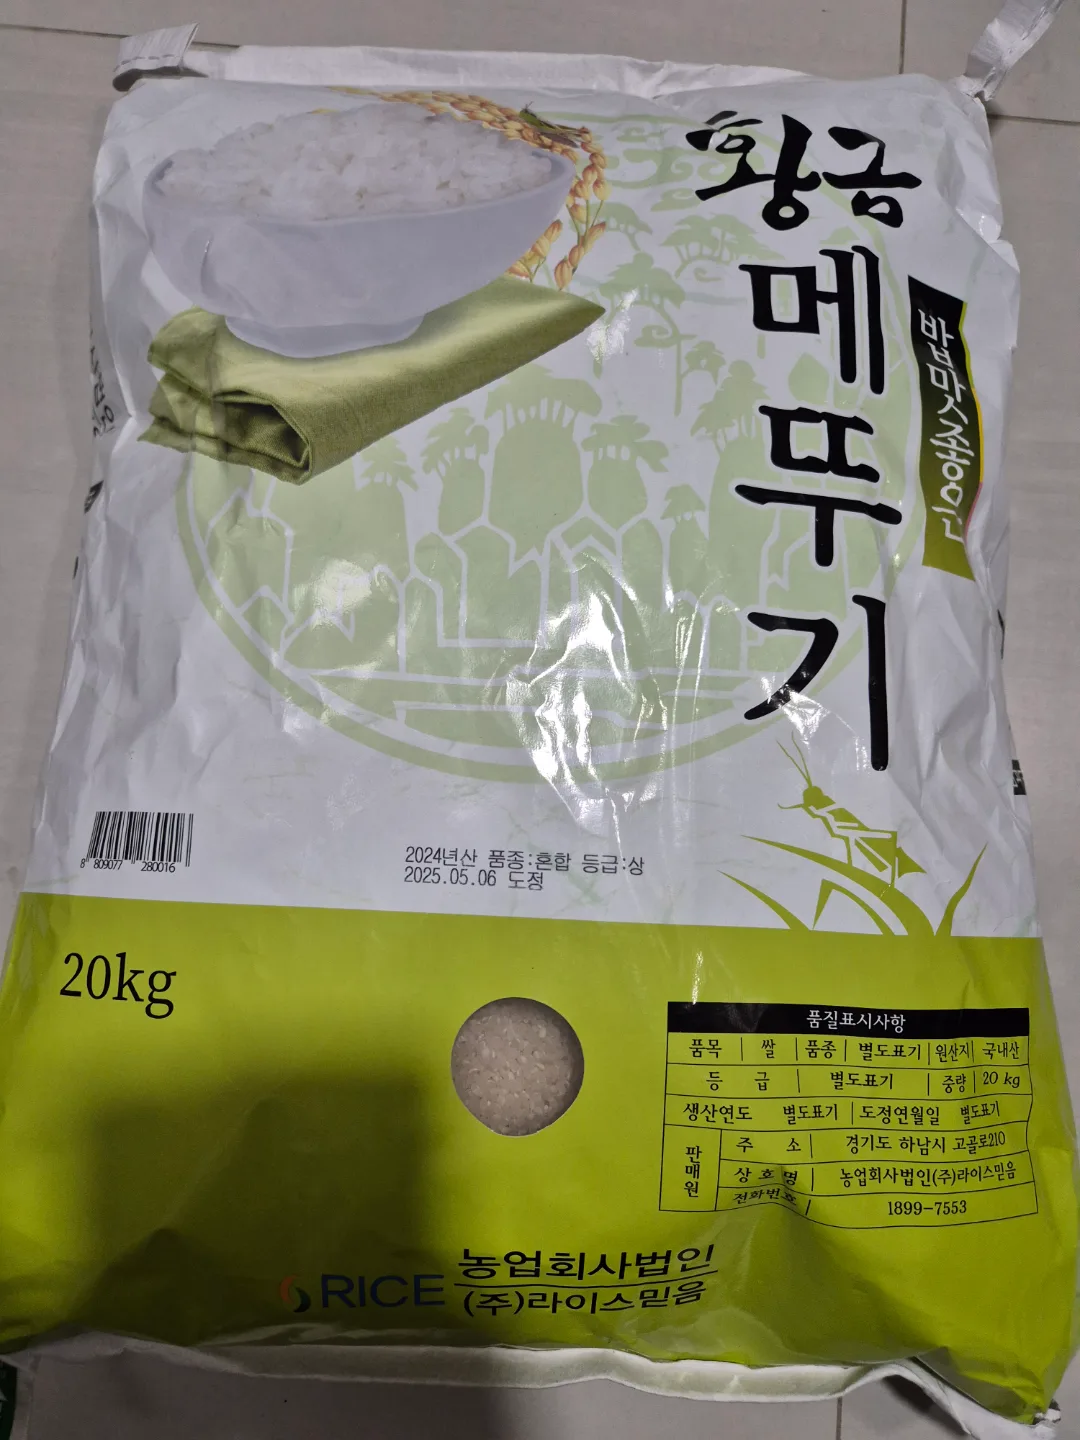 황금
메뚜기
밥맛좋은
8 809077 280016
2024년산 품종:혼합 등급:상
2025.05.06 도정
20kg
품질표시사항
품목 쌀 품종 별도표기 원산지 국내산
등 급 별도표기 중량 20 kg
생산연도 별도표기 도정연월일 별도표기
판매원
주 소 경기도 하남시 고골로210
상 호 명 농업회사법인(주)라이스믿음
전화번호 1899-7553
RICE 농업회사법인
(주)라이스믿음